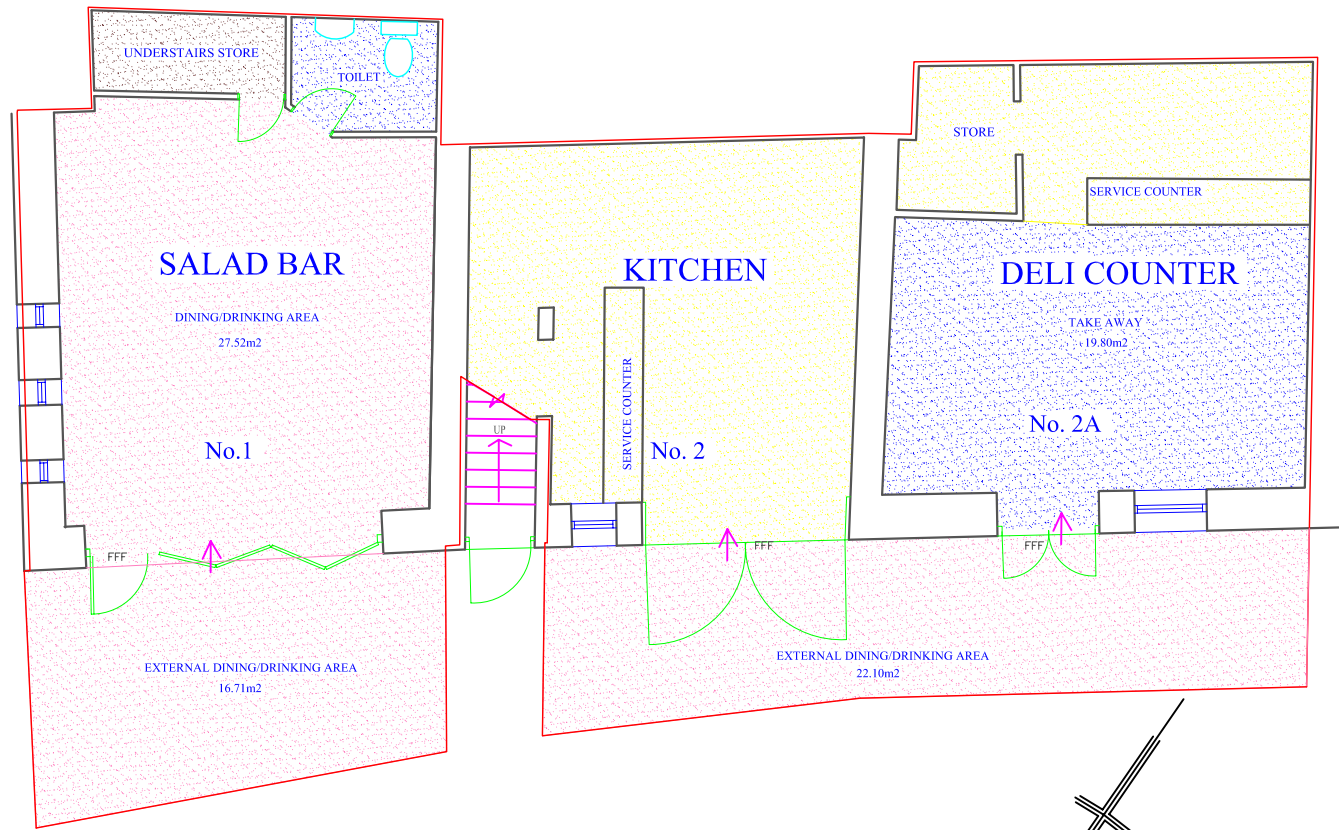 UNDERSTAIRS STORE
TOILET
STORE
SERVICE COUNTER
SALAD BAR
DINING/DRINKING AREA
27.52m2
No.1
KITCHEN
SERVICE COUNTER
No. 2
DELI COUNTER
TAKE AWAY
19.80m2
No. 2A
UP
FFF
FFF
FFF
EXTERNAL DINING/DRINKING AREA
16.71m2
EXTERNAL DINING/DRINKING AREA
22.10m2